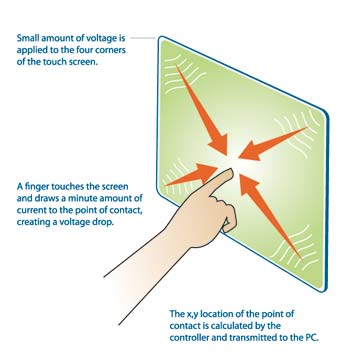 Small amount of voltage is
applied to the four corners
of the touch screen.
A finger touches the screen
and draws a minute amount of
current to the point of contact,
creating a voltage drop.
The x,y location of the point of
contact is calculated by the
controller and transmitted to the PC.